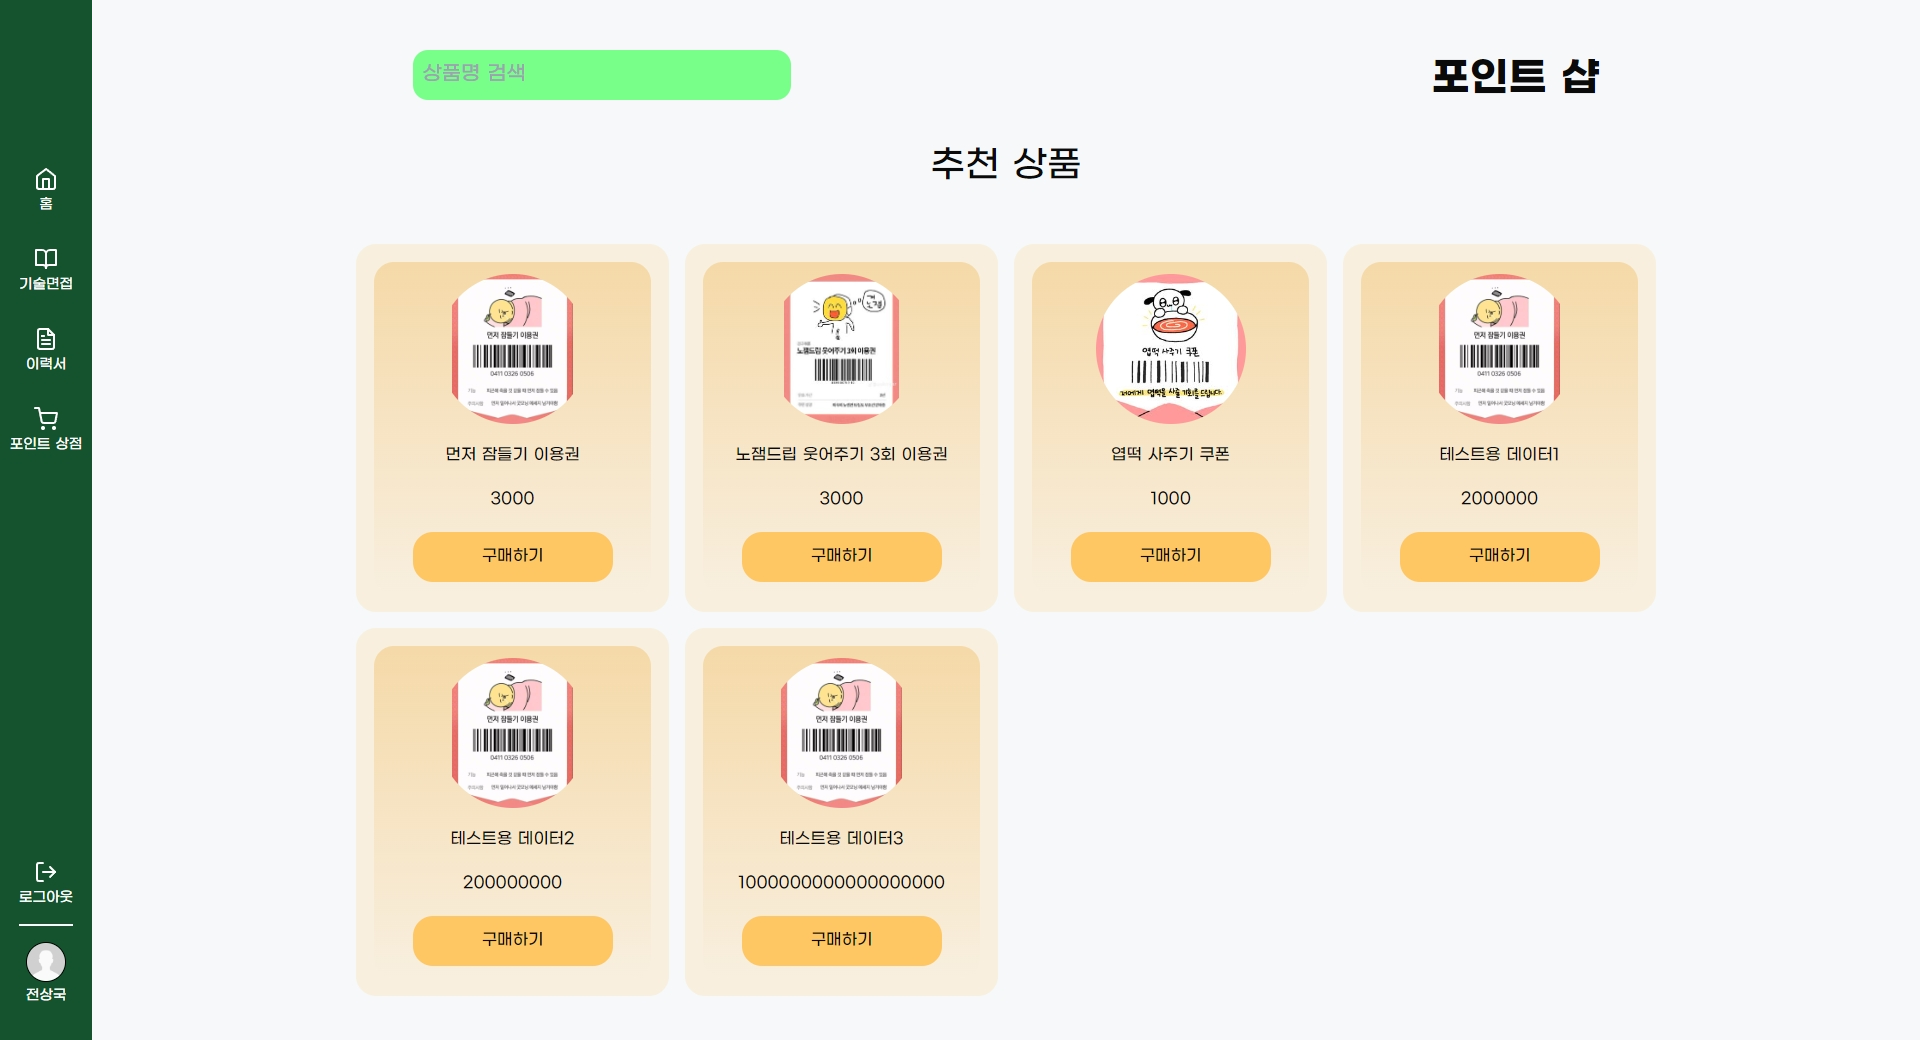 홈
기술면접
이력서
포인트 상점
로그아웃
전상국
상품명 검색
포인트 샵
추천 상품
먼저 잠들기 이용권
0411 0326 0506
먼저 잠들기 이용권
3000
구매하기
노잼드립 웃어주기 3회 이용권
노잼드립 웃어주기 3회 이용권
3000
구매하기
엽떡 사주기 쿠폰
엽떡 사주기 쿠폰
1000
구매하기
먼저 잠들기 이용권
0411 0326 0506
테스트용 데이터1
2000000
구매하기
먼저 잠들기 이용권
0411 0326 0506
테스트용 데이터2
200000000
구매하기
먼저 잠들기 이용권
0411 0326 0506
테스트용 데이터3
1000000000000000000
구매하기